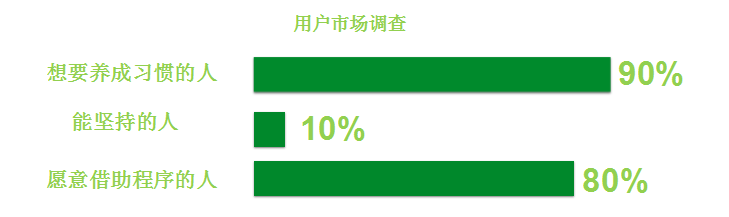 用户市场调查
想要养成习惯的人
90%
能坚持的人
10%
愿意借助程序的人
80%